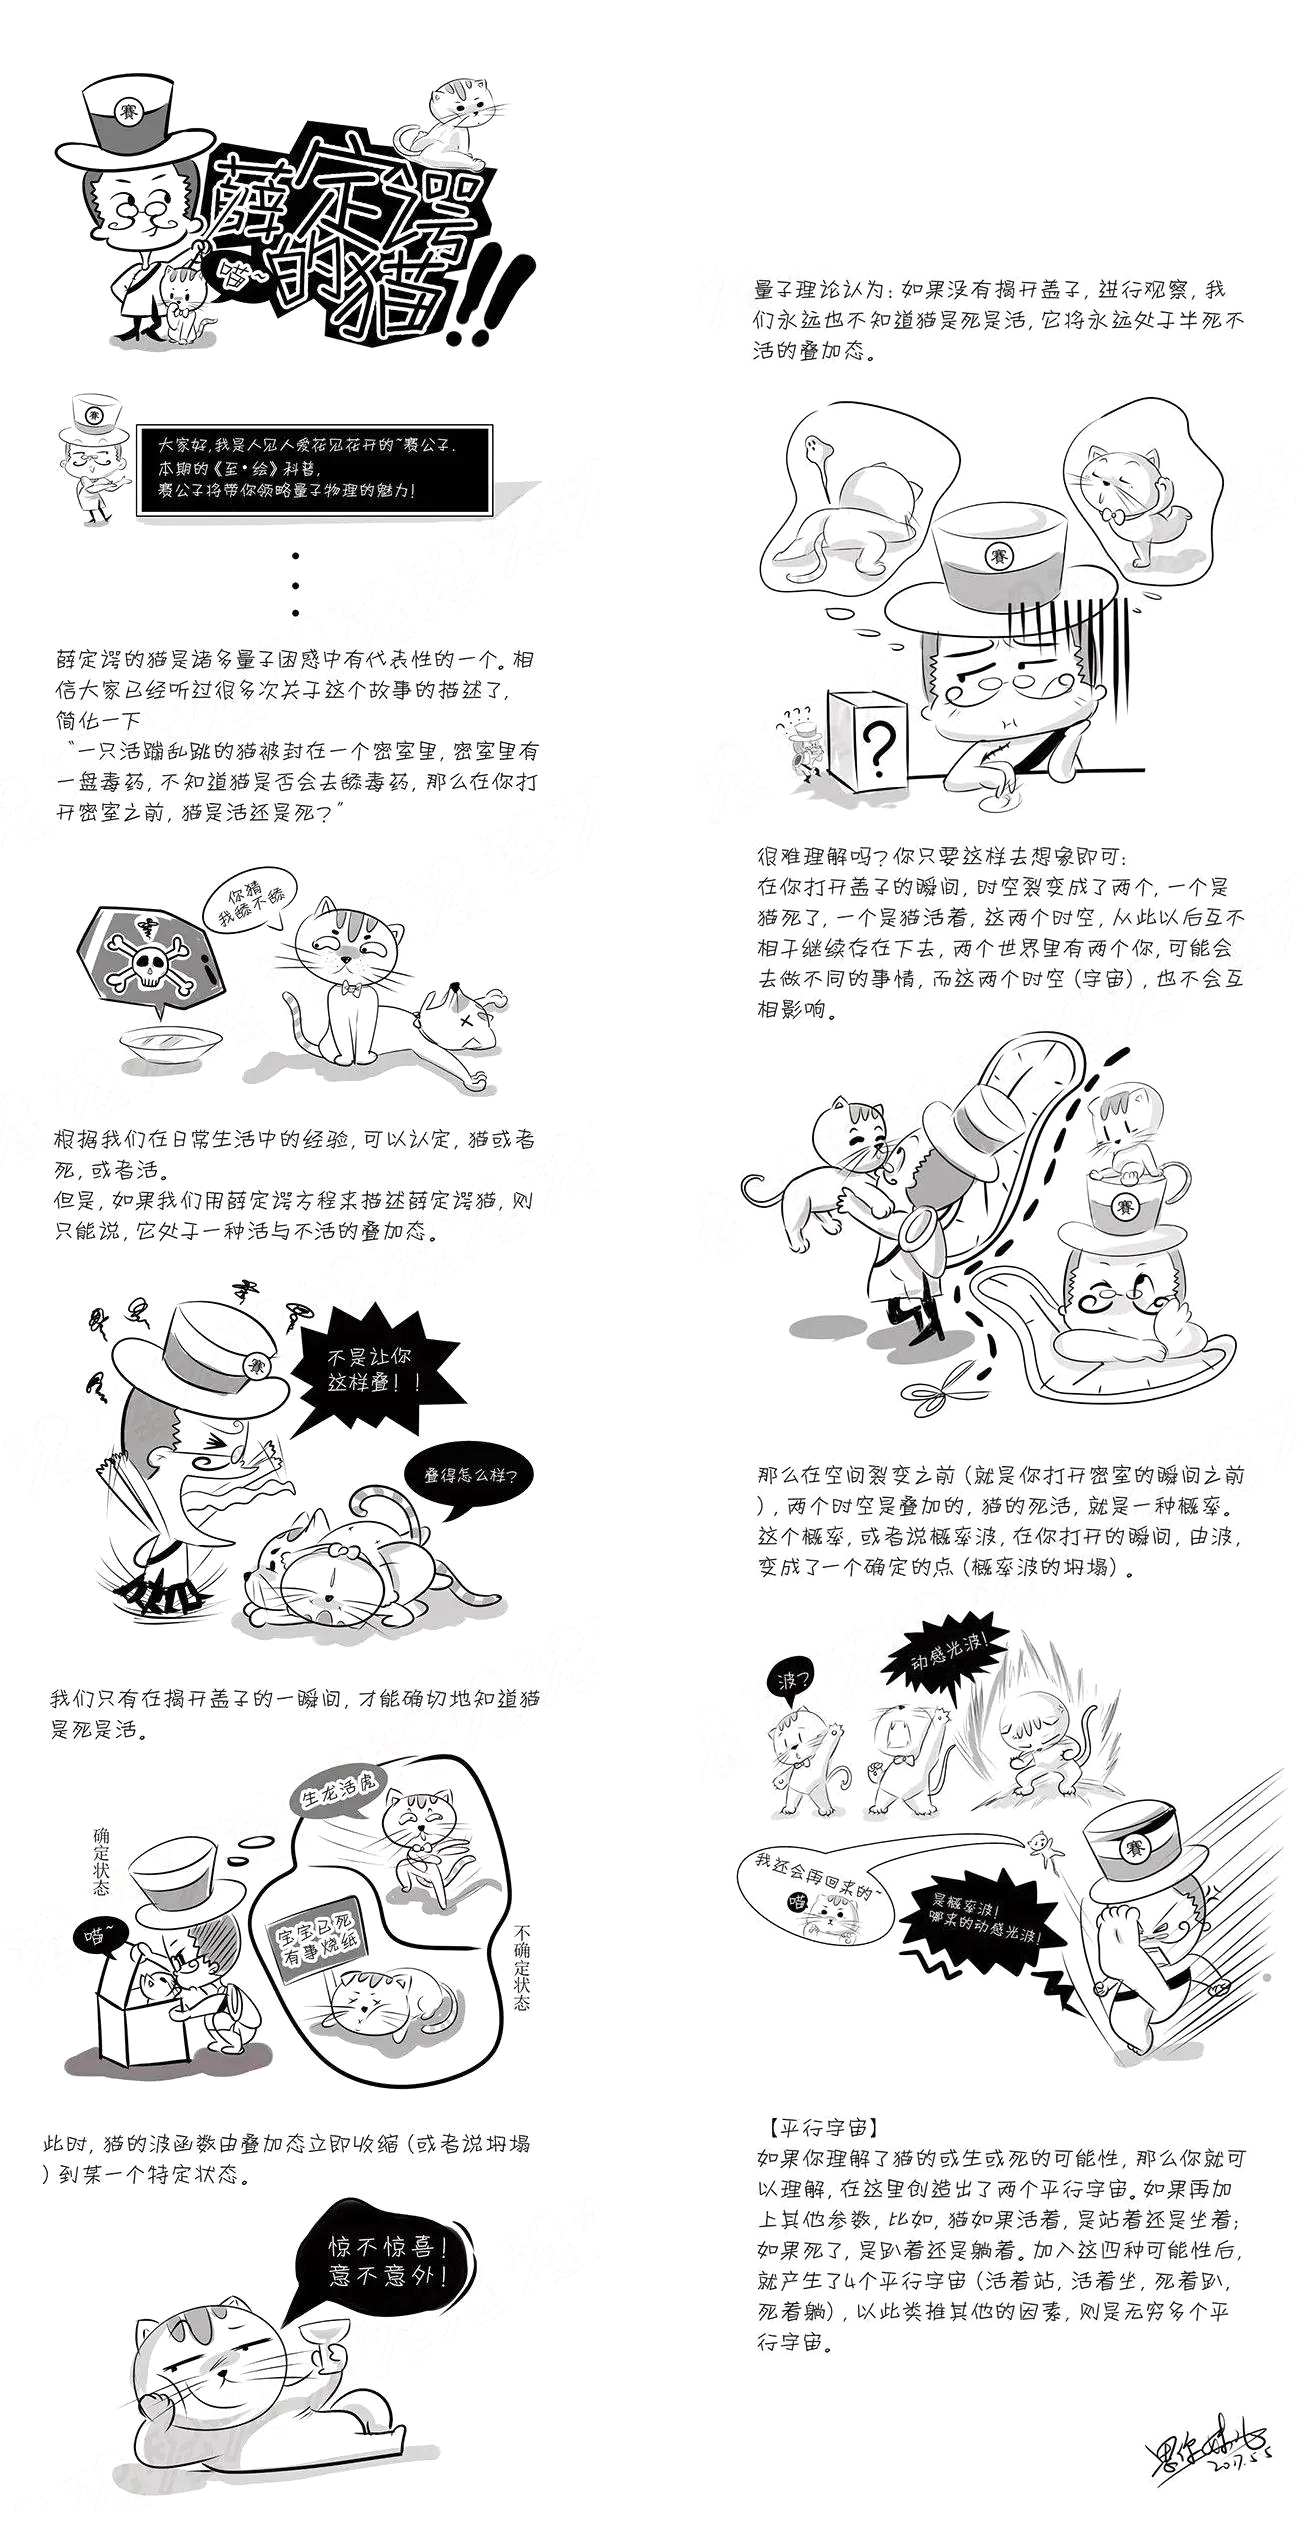 賽
薛定谔
的猫!!
喵~
賽
大家好,我是人见人爱花见花开的~赛公子.
本期的《至•绘》科普,
赛公子将带你领略量子物理的魅力!
薛定谔的猫是诸多量子困惑中有代表性的一个。相
信大家已经听过很多次关于这个故事的描述了,
简化一下
“一只活蹦乱跳的猫被封在一个密室里,密室里有
一盘毒药,不知道猫是否会去舔毒药,那么在你打
开密室之前,猫是活还是死?”
你猜
我舔不舔
根据我们在日常生活中的经验,可以认定,猫或者
死,或者活。
但是,如果我们用薛定谔方程来描述薛定谔猫,则
只能说,它处于一种活与不活的叠加态。
賽
不是让你
这样叠!!
叠得怎么样?
我们只有在揭开盖子的一瞬间,才能确切地知道猫
是死是活。
生龙活虎
确定状态
喵~
宝宝已死
有事烧纸
不确定状态
此时,猫的波函数由叠加态立即收缩(或者说坍塌
)到某一个特定状态。
惊不惊喜!
意不意外!
量子理论认为:如果没有揭开盖子,进行观察,我
们永远也不知道猫是死是活,它将永远处于半死不
活的叠加态。
賽
?
? ? ? ?
很难理解吗?你只要这样去想象即可:
在你打开盖子的瞬间,时空裂变成了两个,一个是
猫死了,一个是猫活着,这两个时空,从此以后互不
相干继续存在下去,两个世界里有两个你,可能会
去做不同的事情,而这两个时空(宇宙),也不会互
相影响。
賽
那么在空间裂变之前(就是你打开密室的瞬间之前
),两个时空是叠加的,猫的死活,就是一种概率。
这个概率,或者说概率波,在你打开的瞬间,由波,
变成了一个确定的点(概率波的坍塌)。
波?
动感光波!
賽
我还会再回来的~
喵
是概率波!
哪来的动感光波!
【平行宇宙】
如果你理解了猫的或生或死的可能性,那么你就可
以理解,在这里创造出了两个平行宇宙。如果再加
上其他参数,比如,猫如果活着,是站着还是坐着;
如果死了,是趴着还是躺着。加入这四种可能性后,
就产生了4个平行宇宙(活着站,活着坐,死着趴,
死着躺),以此类推其他的因素,则是无穷多个平
行宇宙。
2017.5.5